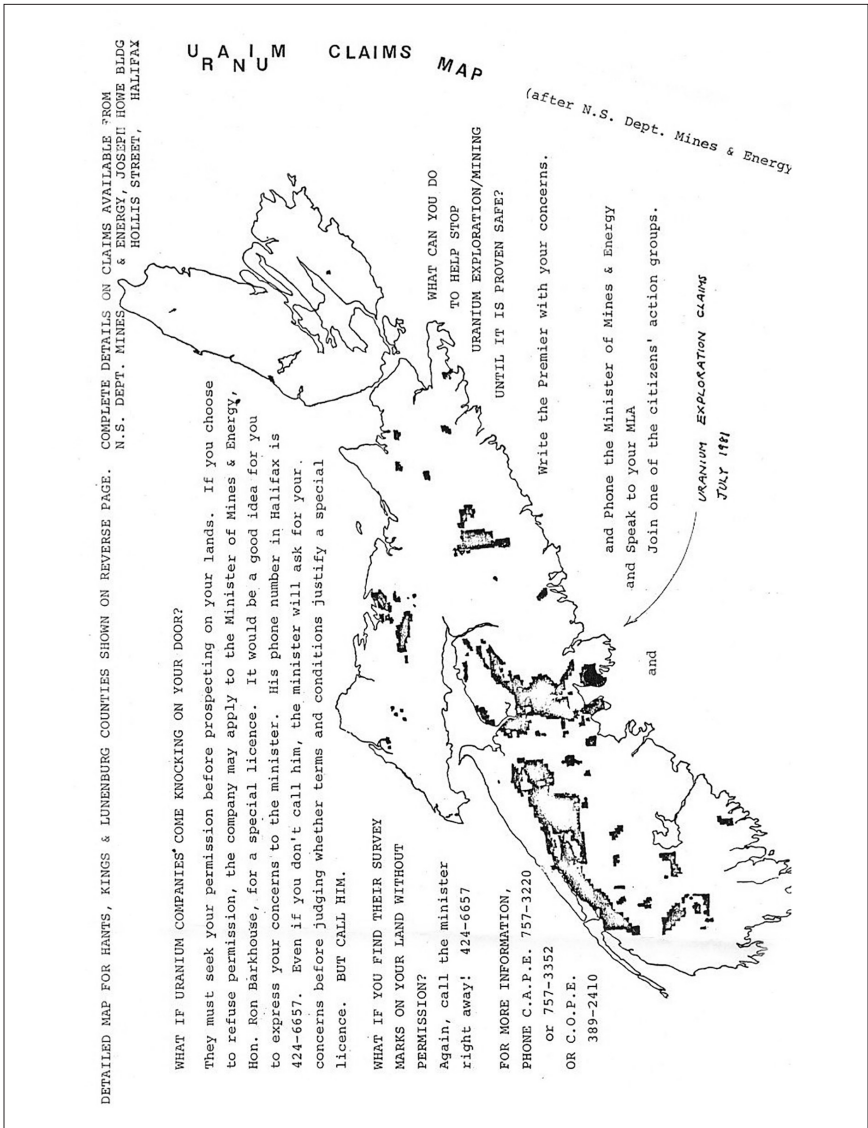 DETAILED MAP FOR HANTS, KINGS & LUNENBURG COUNTIES SHOWN ON REVERSE PAGE.
COMPLETE DETAILS ON CLAIMS AVAILABLE FROM
N.S. DEPT. MINES & ENERGY, JOSEPH HOWE BLDG
HOLLIS STREET, HALIFAX
URANIUM CLAIMS MAP
(after N.S. Dept. Mines & Energy
WHAT IF URANIUM COMPANIES' COME KNOCKING ON YOUR DOOR?
They must seek your permission before prospecting on your lands. If you choose
to refuse permission, the company may apply to the Minister of Mines & Energy,
Hon. Ron Barkhouse, for a special licence. It would be a good idea for you
to express your concerns to the minister. His phone number in Halifax is
424-6657. Even if you don't call him, the minister will ask for your
concerns before judging whether terms and conditions justify a special
licence. BUT CALL HIM.
WHAT IF YOU FIND THEIR SURVEY
MARKS ON YOUR LAND WITHOUT
PERMISSION?
Again, call the minister
right away! 424-6657
FOR MORE INFORMATION,
PHONE C.A.P.E. 757-3220
or 757-3352
OR C.O.P.E.
389-2410
WHAT CAN YOU DO
TO HELP STOP
URANIUM EXPLORATION/MINING
UNTIL IT IS PROVEN SAFE?
Write the Premier with your concerns.
and Phone the Minister of Mines & Energy
and Speak to your MLA
and Join one of the citizens' action groups.
URANIUM EXPLORATION CLAIMS
JULY 1981